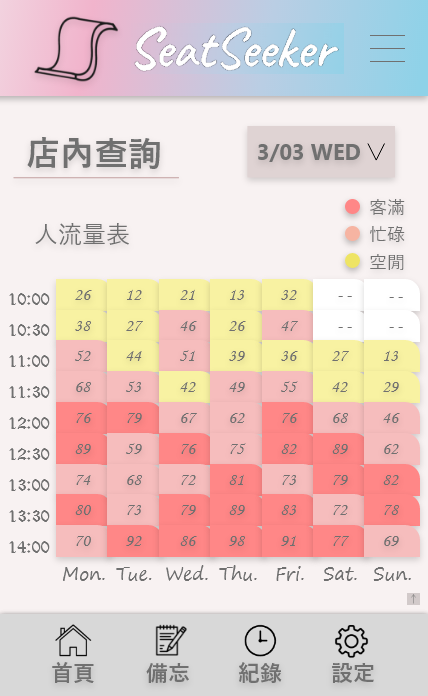 SeatSeeker
店內查詢
3/03 WED
客滿
人流量表
忙碌
空閒
10:00 26 12 21 13 32 -- --
10:30 38 27 46 26 47 -- --
11:00 52 44 51 39 36 27 13
11:30 68 53 42 49 55 42 29
12:00 76 79 67 62 76 68 46
12:30 89 59 76 75 82 89 62
13:00 74 68 72 81 73 79 82
13:30 80 73 79 89 83 72 78
14:00 70 92 86 98 91 77 69
Mon. Tue. Wed. Thu. Fri. Sat. Sun.
首頁 備忘 紀錄 設定